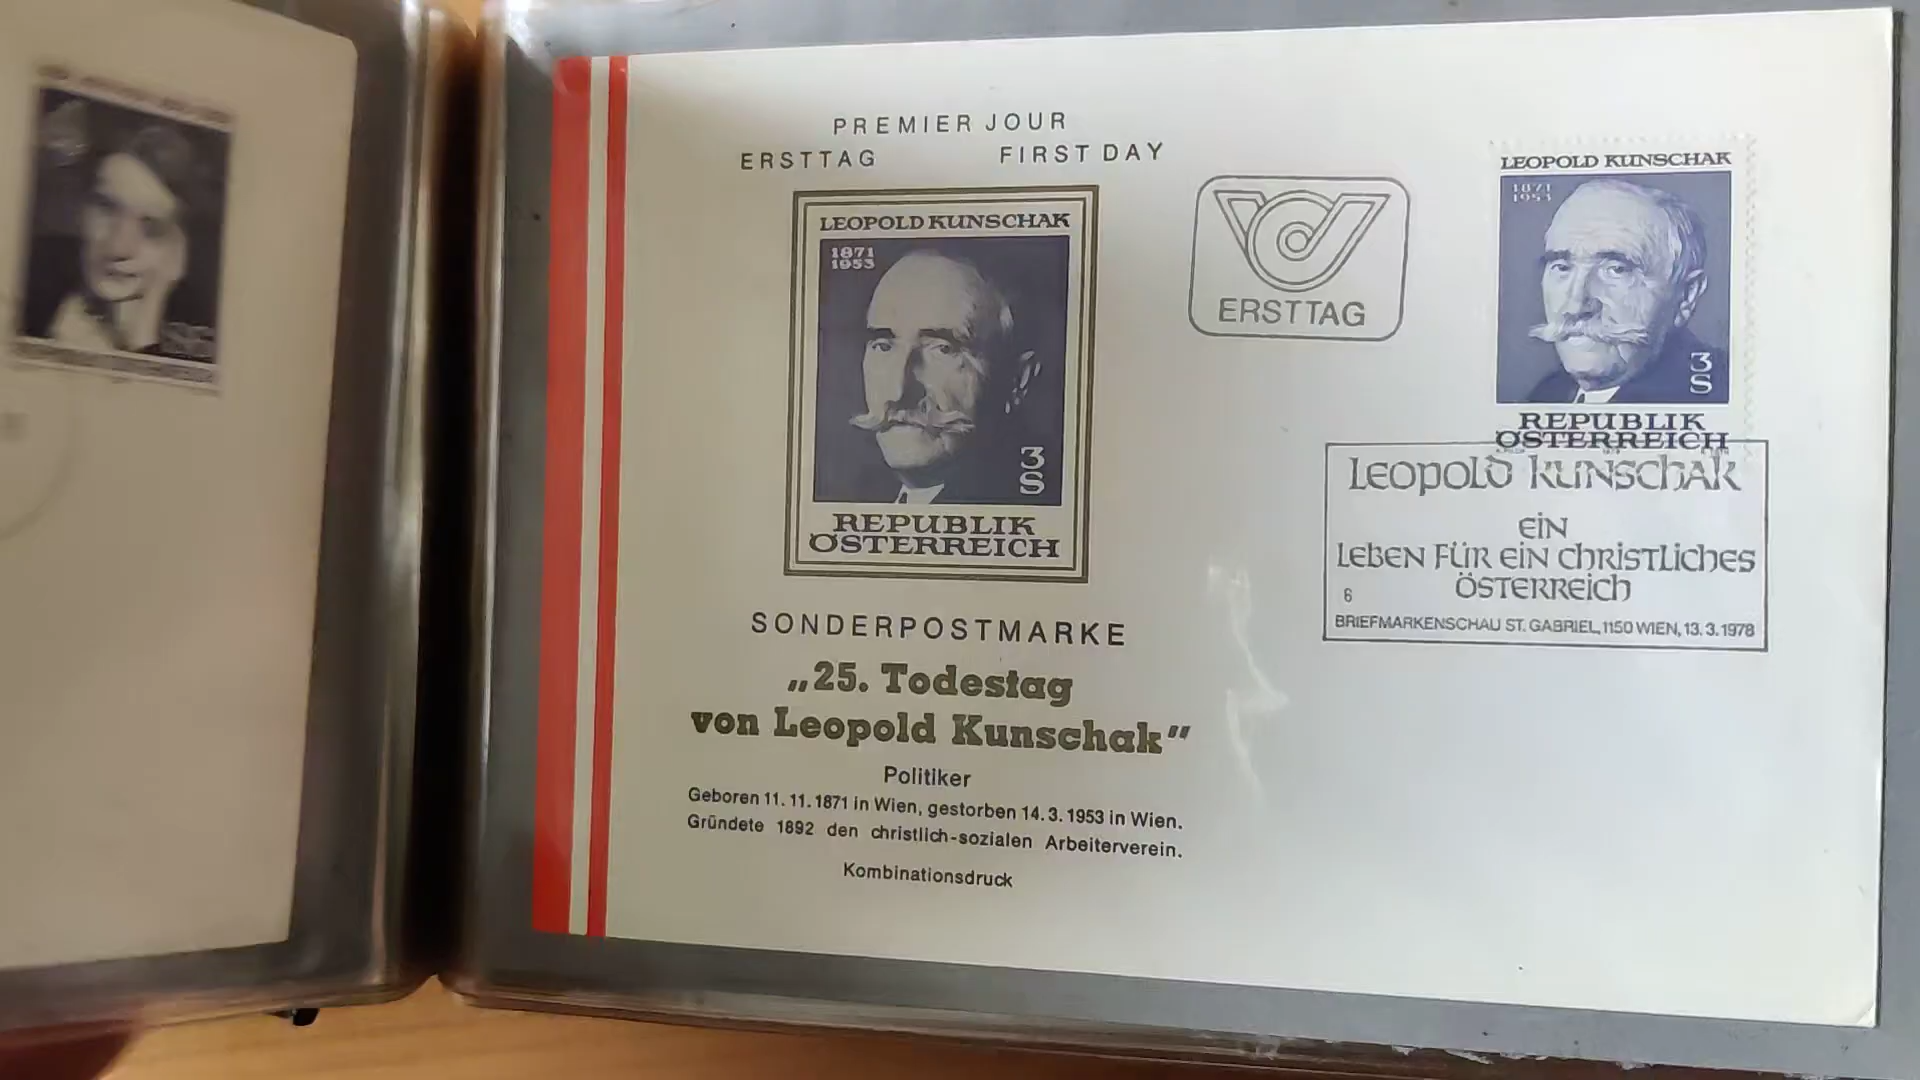 PREMIER JOUR
ERSTTAG FIRST DAY
LEOPOLD KUNSCHAK
1871
1953
3
S
REPUBLIK
ÖSTERREICH
SONDERPOSTMARKE
„25. Todestag
von Leopold Kunschak"
Politiker
Geboren 11. 11. 1871 in Wien, gestorben 14. 3. 1953 in Wien.
Gründete 1892 den christlich-sozialen Arbeiterverein.
Kombinationsdruck
ERSTTAG
LEOPOLD KUNSCHAK
1871
1953
3
S
REPUBLIK
ÖSTERREICH
LEOPOLD KUNSCHAK
EIN
LEBEN FÜR EIN CHRISTLICHES
ÖSTERREICH
6
BRIEFMARKENSCHAU ST. GABRIEL, 1150 WIEN, 13. 3. 1978